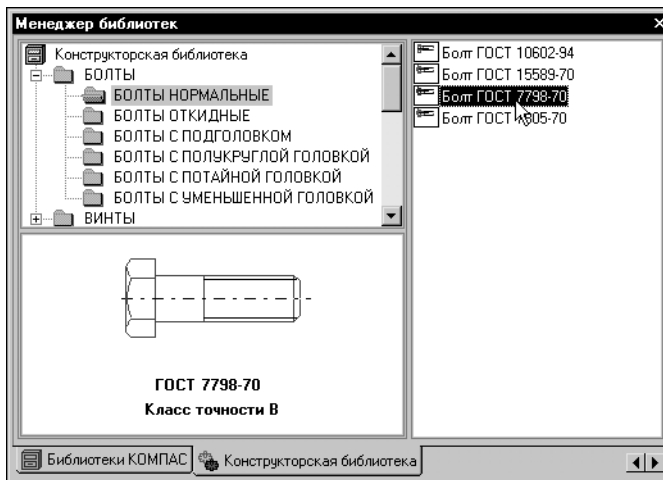 Менеджер библиотек
Конструкторская библиотека
БОЛТЫ
БОЛТЫ НОРМАЛЬНЫЕ
БОЛТЫ ОТКИДНЫЕ
БОЛТЫ С ПОДГОЛОВКОМ
БОЛТЫ С ПОЛУКРУГЛОЙ ГОЛОВКОЙ
БОЛТЫ С ПОТАЙНОЙ ГОЛОВКОЙ
БОЛТЫ С УМЕНЬШЕННОЙ ГОЛОВКОЙ
ВИНТЫ
Болт ГОСТ 10602-94
Болт ГОСТ 15589-70
Болт ГОСТ 7798-70
Болт ГОСТ
ГОСТ 7798-70
Класс точности В
Библиотеки КОМПАС
Конструкторская библиотека